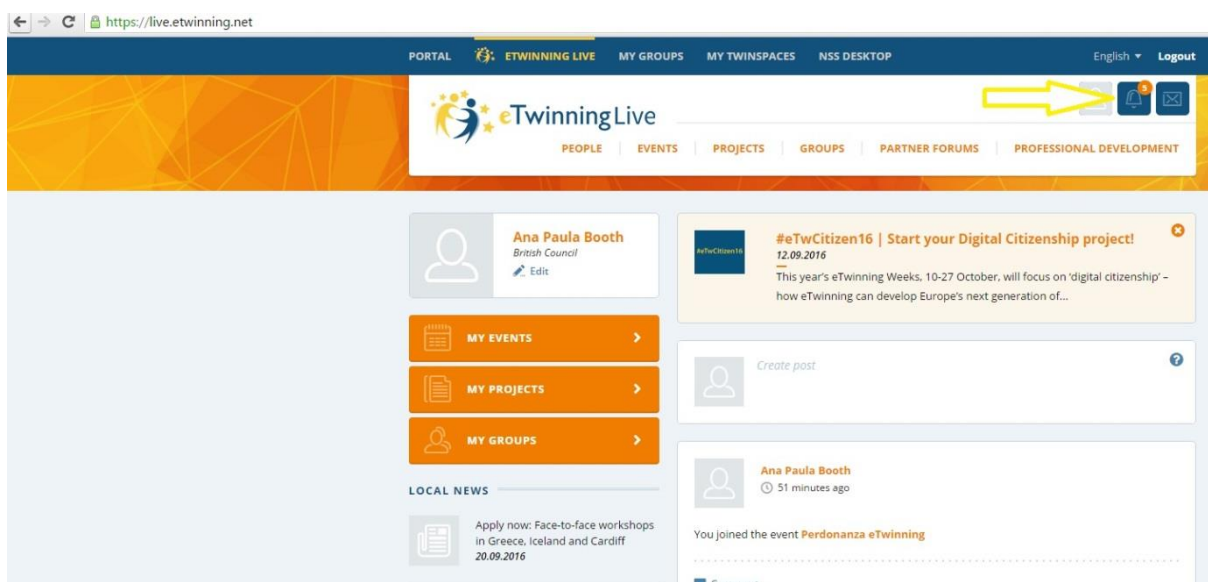 https://live.etwinning.net
PORTAL ETWINNING LIVE MY GROUPS MY TWINSPACES NSS DESKTOP English Logout
5
eTwinningLive
PEOPLE EVENTS PROJECTS GROUPS PARTNER FORUMS PROFESSIONAL DEVELOPMENT
Ana Paula Booth
British Council
Edit
MY EVENTS
MY PROJECTS
MY GROUPS
LOCAL NEWS
Apply now: Face-to-face workshops
in Greece, Iceland and Cardiff
20.09.2016
#eTwCitizen16
#eTwCitizen16 | Start your Digital Citizenship project!
12.09.2016
This year's eTwinning Weeks, 10-27 October, will focus on 'digital citizenship' –
how eTwinning can develop Europe's next generation of...
Create post
Ana Paula Booth
51 minutes ago
You joined the event Perdonanza eTwinning